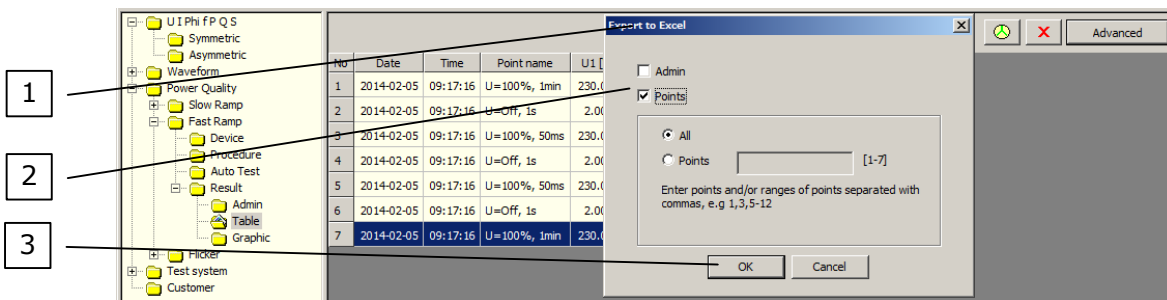 U I Phi f P Q S
Symmetric
Asymmetric
Waveform
Power Quality
Slow Ramp
Fast Ramp
Device
Procedure
Auto Test
Result
Admin
Table
Graphic
Flicker
Test system
Customer
1
2
3
No Date Time Point name U1 [
1 2014-02-05 09:17:16 U=100%, 1min 230.0
2 2014-02-05 09:17:16 U=Off, 1s 2.00
3 2014-02-05 09:17:16 U=100%, 50ms 230.0
4 2014-02-05 09:17:16 U=Off, 1s 2.00
5 2014-02-05 09:17:16 U=100%, 50ms 230.0
6 2014-02-05 09:17:16 U=Off, 1s 2.00
7 2014-02-05 09:17:16 U=100%, 1min 230.0
Export to Excel
Admin
Points
All
Points [1-7]
Enter points and/or ranges of points separated with
commas, e.g 1,3,5-12
OK Cancel
Advanced